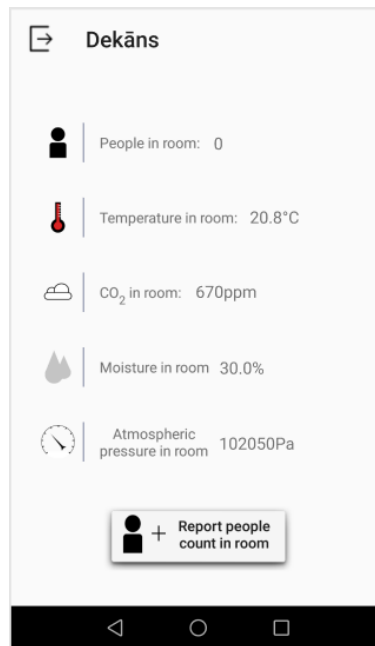 Dekāns
People in room: 0
Temperature in room: 20.8°C
CO₂ in room: 670ppm
Moisture in room 30.0%
Atmospheric
pressure in room 102050Pa
Report people
count in room